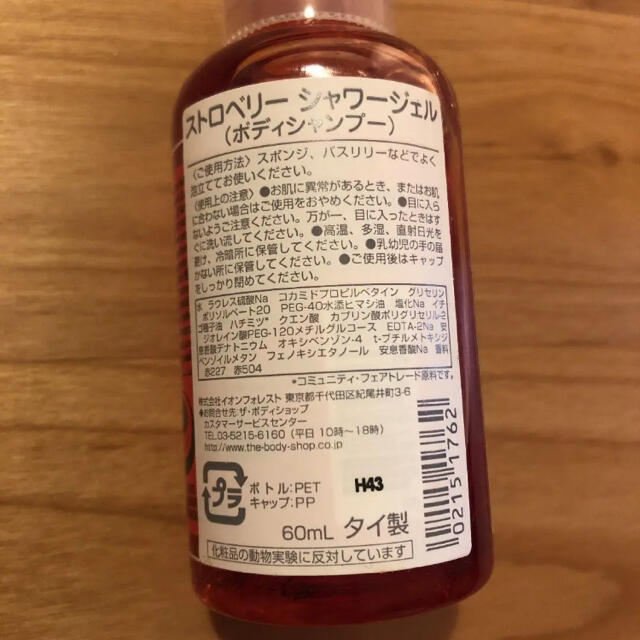 ストロベリー シャワージェル
(ボディシャンプー)
〈ご使用方法〉スポンジ、バスリリーなどでよく
泡立ててお使いください。
〈使用上の注意〉●お肌に異常があるとき、またはお肌
に合わない場合はご使用をおやめください。●目に入ら
ないようご注意ください。万が一、目に入ったときはす
ぐに洗い流してください。●高温、多湿、直射日光を
避け、冷暗所に保管してください。●乳幼児の手の届
かない所に保管してください。●ご使用後はキャップ
をしっかり閉めてください。
水 ラウレス硫酸Na コカミドプロピルベタイン グリセリン
ポリソルベート20 PEG-40水添ヒマシ油 塩化Na イチ
ゴ種子油 ハチミツ* クエン酸 カプリン酸ポリグリセリル-2
ジオレイン酸PEG-120メチルグルコース EDTA-2Na 安
息香酸デナトニウム オキシベンゾン-4 t-ブチルメトキシジ
ベンゾイルメタン フェノキシエタノール 安息香酸Na 香料
赤227 赤504
*コミュニティ・フェアトレード原料です。
株式会社イオンフォレスト 東京都千代田区紀尾井町3-6
●お問合せ先:ザ・ボディショップ
カスタマーサービスセンター
TEL.03-5215-6160 (平日 10時～18時)
http://www.the-body-shop.co.jp
プラ
ボトル:PET
キャップ:PP
H43
60mL タイ製
化粧品の動物実験に反対しています
0215 1762